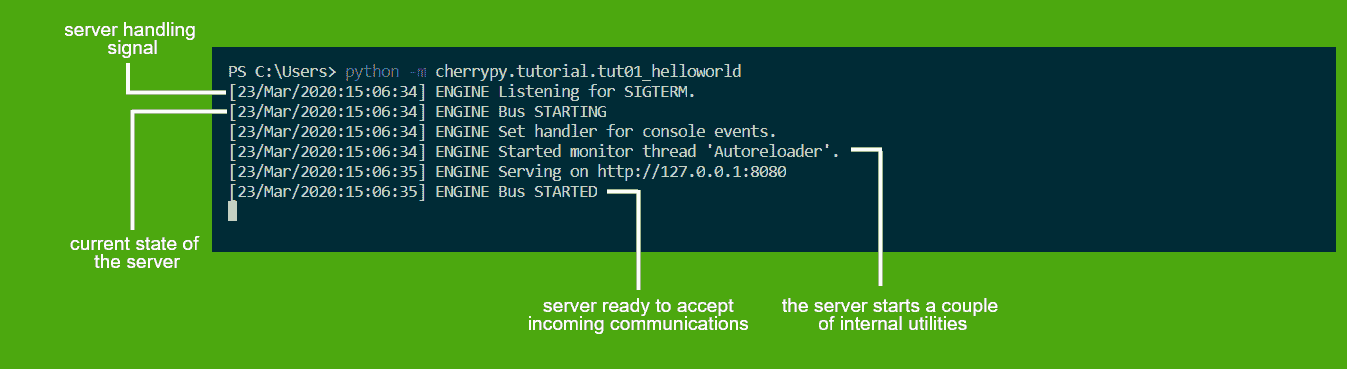 server handling
signal
PS C:\Users> python -m cherrypy.tutorial.tut01_helloworld
[23/Mar/2020:15:06:34] ENGINE Listening for SIGTERM.
[23/Mar/2020:15:06:34] ENGINE Bus STARTING
[23/Mar/2020:15:06:34] ENGINE Set handler for console events.
[23/Mar/2020:15:06:34] ENGINE Started monitor thread 'Autoreloader'.
[23/Mar/2020:15:06:35] ENGINE Serving on http://127.0.0.1:8080
[23/Mar/2020:15:06:35] ENGINE Bus STARTED
current state of
the server
server ready to accept
incoming communications
the server starts a couple
of internal utilities